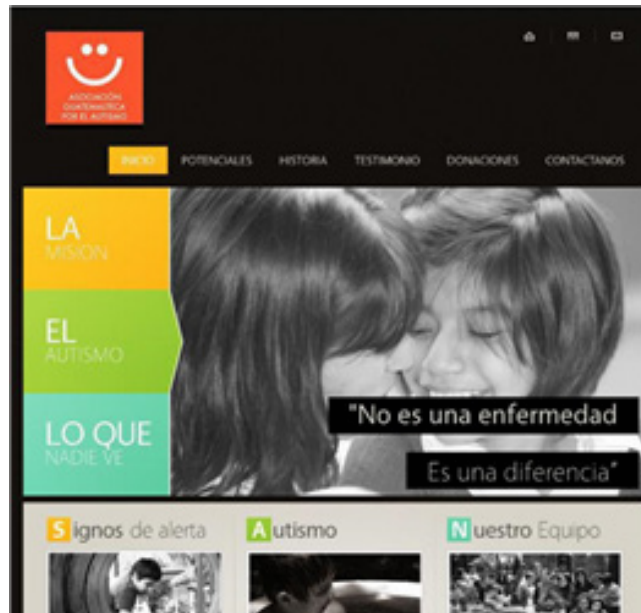 ASOCIACIÓN
GUATEMALTECA
POR EL AUTISMO
INICIO
POTENCIALES
HISTORIA
TESTIMONIO
DONACIONES
CONTACTANOS
LA
MISION
EL
AUTISMO
LO QUE
NADIE VE
"No es una enfermedad
Es una diferencia"
Signos de alerta
Autismo
Nuestro Equipo